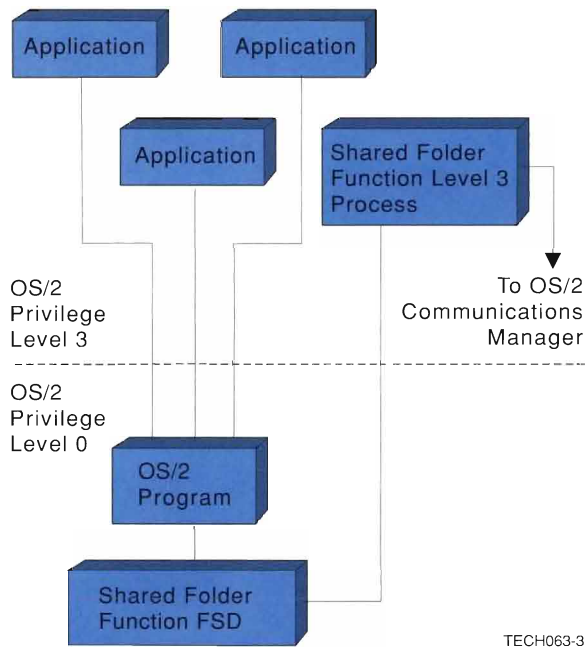 Application
Application
Application
Shared Folder
Function Level 3
Process
OS/2
Privilege
Level 3
To OS/2
Communications
Manager
OS/2
Privilege
Level 0
OS/2
Program
Shared Folder
Function FSD
TECH063-3